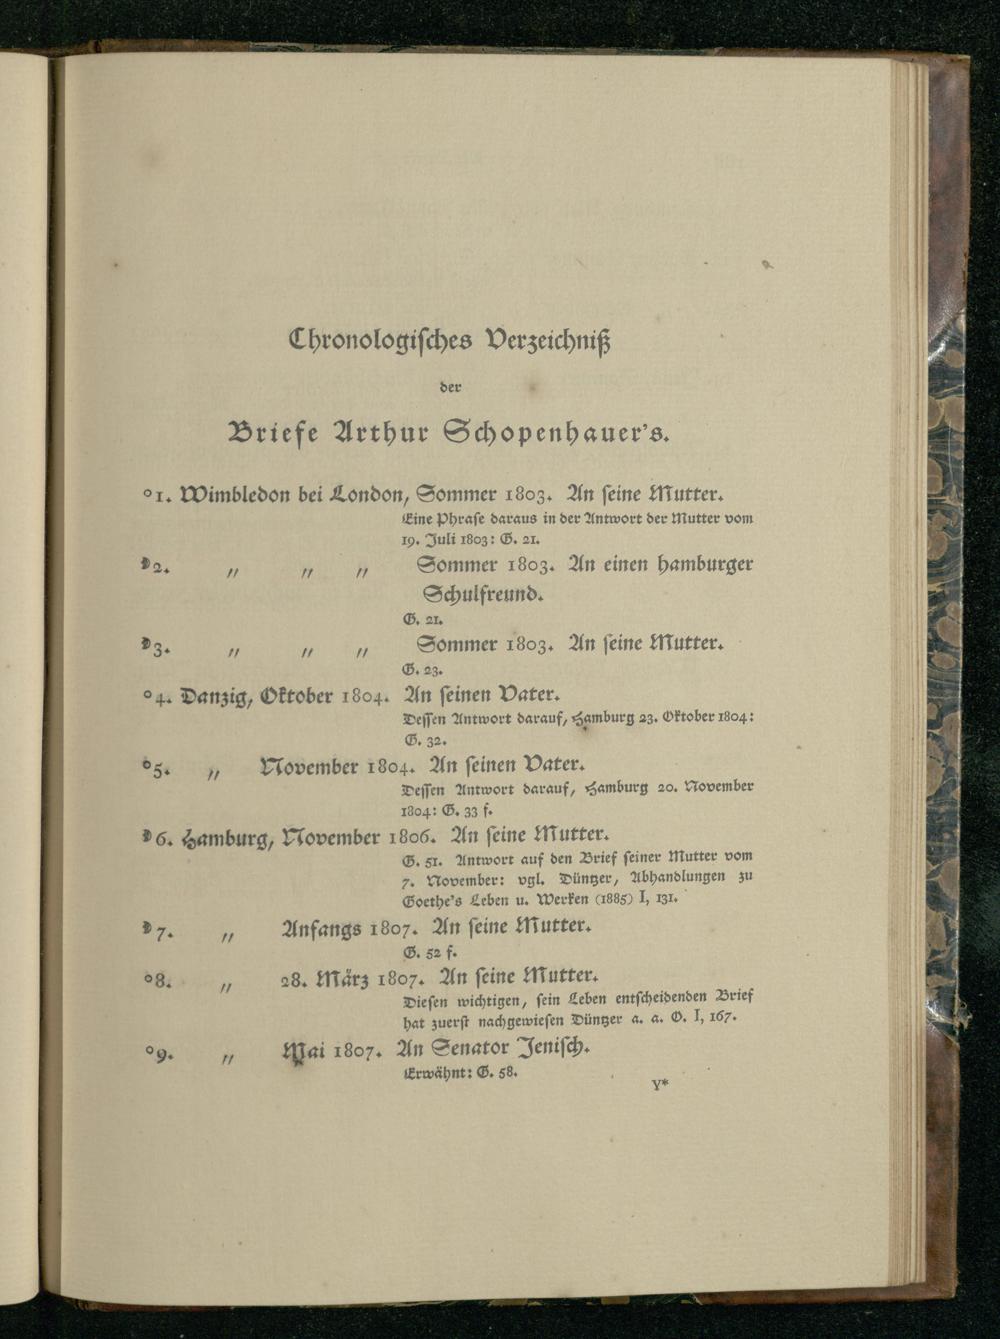 Chronologiſches Verzeichniß
der
Briefe Arthur Schopenhauer's.
°1. Wimbledon bei London, Sommer 1803. An ſeine Mutter.
Eine Phraſe daraus in der Antwort der Mutter vom
19. Juli 1803: G. 21.
D2. " " " Sommer 1803. An einen hamburger
Schulfreund.
G. 21.
D3. " " " Sommer 1803. An ſeine Mutter.
G. 23.
°4. Danzig, Oktober 1804. An ſeinen Vater.
Deſſen Antwort darauf, Hamburg 23. Oktober 1804:
G. 32.
°5. " November 1804. An ſeinen Vater.
Deſſen Antwort darauf, Hamburg 20. November
1804: G. 33 f.
D6. Hamburg, November 1806. An ſeine Mutter.
G. 51. Antwort auf den Brief ſeiner Mutter vom
7. November: vgl. Düntzer, Abhandlungen zu
Goethe's Leben u. Werken (1885) I, 131.
D7. " Anfangs 1807. An ſeine Mutter.
G. 52 f.
°8. " 28. März 1807. An ſeine Mutter.
Dieſen wichtigen, ſein Leben entſcheidenden Brief
hat zuerſt nachgewieſen Düntzer a. a. O. I, 167.
°9. " Mai 1807. An Senator Jeniſch.
Erwähnt: G. 58.
Y*